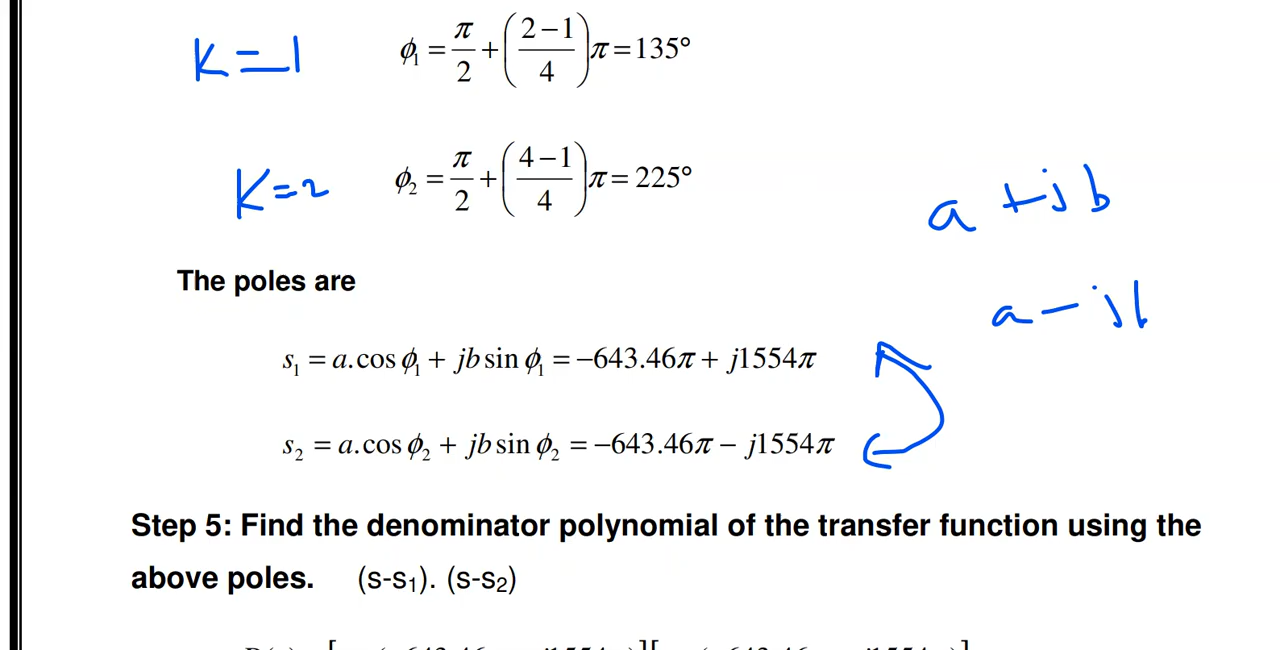 K=1 ϕ₁ = π/2 + ((2−1)/4)π = 135°
K=2 ϕ₂ = π/2 + ((4−1)/4)π = 225°
a +jb
The poles are
a − jb
s₁ = a.cos ϕ₁ + jb sin ϕ₁ = −643.46π + j1554π
s₂ = a.cos ϕ₂ + jb sin ϕ₂ = −643.46π − j1554π
Step 5: Find the denominator polynomial of the transfer function using the
above poles. (s-s₁). (s-s₂)